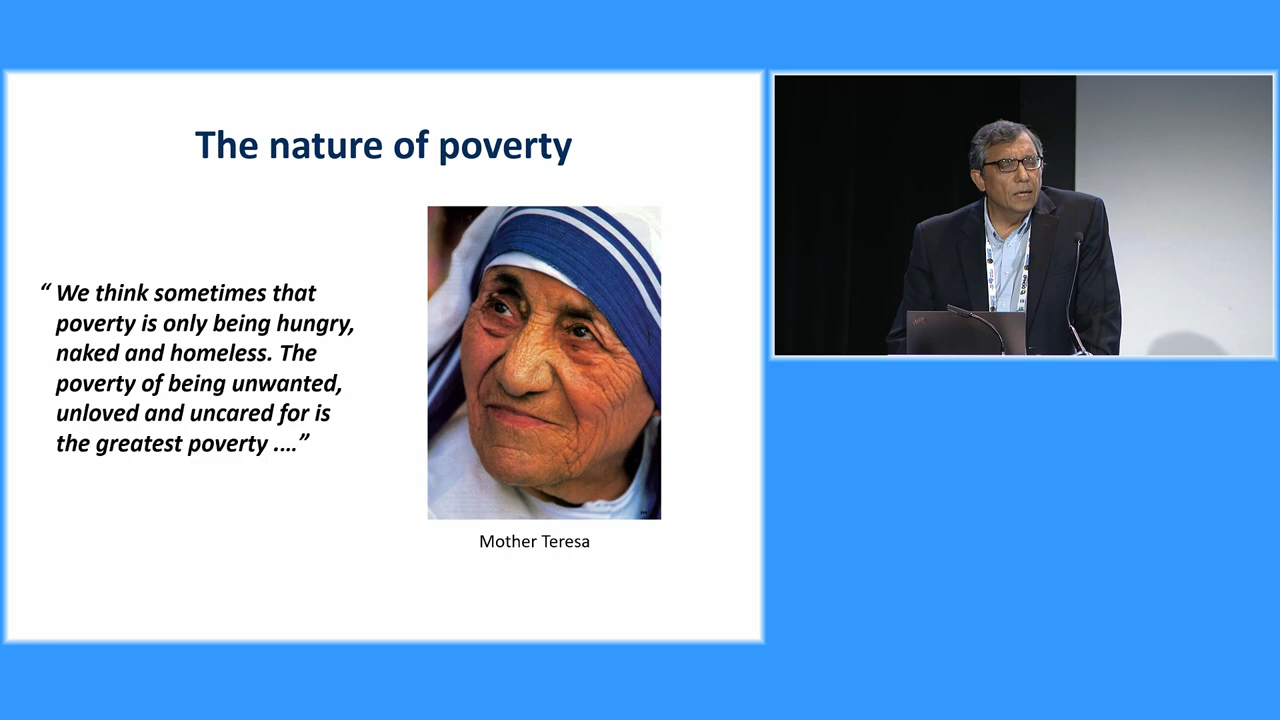 The nature of poverty
“ We think sometimes that
poverty is only being hungry,
naked and homeless. The
poverty of being unwanted,
unloved and uncared for is
the greatest poverty ....”
Mother Teresa